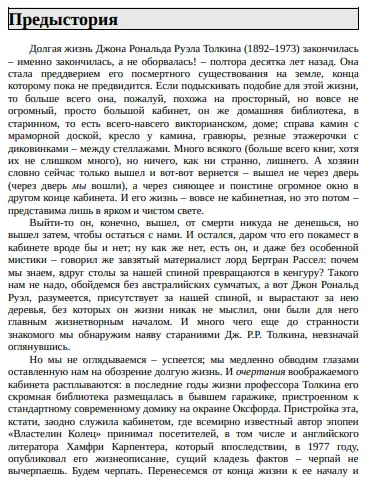 Предыстория
Долгая жизнь Джона Рональда Руэла Толкина (1892–1973) закончилась
– именно закончилась, а не оборвалась! – полтора десятка лет назад. Она
стала преддверием его посмертного существования на земле, конца
которому пока не предвидится. Если подыскивать подобие для этой жизни,
то больше всего она, пожалуй, похожа на просторный, но вовсе не
огромный, просто большой кабинет, он же домашняя библиотека, в
старинном, то есть всего-навсего викторианском, доме; справа камин с
мраморной доской, кресло у камина, гравюры, резные этажерочки с
диковинками – между стеллажами. Много всякого (больше всего книг, хотя
их не слишком много), но ничего, как ни странно, лишнего. А хозяин
словно сейчас только вышел и вот-вот вернется – вышел не через дверь
(через дверь мы вошли), а через сияющее и поистине огромное окно в
другом конце кабинета. И его жизнь – вовсе не кабинетная, но это потом –
представима лишь в ярком и чистом свете.
Выйти-то он, конечно, вышел, от смерти никуда не денешься, но
вышел затем, чтобы остаться с нами. И остался, даром что его покамест в
кабинете вроде бы и нет; ну как же нет, есть он, и даже без особенной
мистики – говорил же завзятый материалист лорд Бертран Рассел: почем
мы знаем, вдруг столы за нашей спиной превращаются в кенгуру? Такого
нам не надо, обойдемся без австралийских сумчатых, а вот Джон Рональд
Руэл, разумеется, присутствует за нашей спиной, и вырастают за нею
деревья, без которых он жизни никак не мыслил, они были для него
главным жизнетворным началом. И много чего еще до странности
знакомого мы обнаружим наяву стараниями Дж. Р.Р. Толкина, невзначай
оглянувшись.
Но мы не оглядываемся – успеется; мы медленно обводим глазами
оставленную нам на обозрение долгую жизнь. И очертания воображаемого
кабинета расплываются: в последние годы жизни профессора Толкина его
скромная библиотека размещалась в бывшем гаражике, пристроенном к
стандартному современному домику на окраине Оксфорда. Пристройка эта,
кстати, заодно служила кабинетом, где всемирно известный автор эпопеи
«Властелин Колец» принимал посетителей, в том числе и английского
литератора Хамфри Карпентера, который впоследствии, в 1977 году,
опубликовал его жизнеописание, сущий кладезь фактов – черпай не
вычерпаешь. Будем черпать. Перенесемся от конца жизни к ее началу и